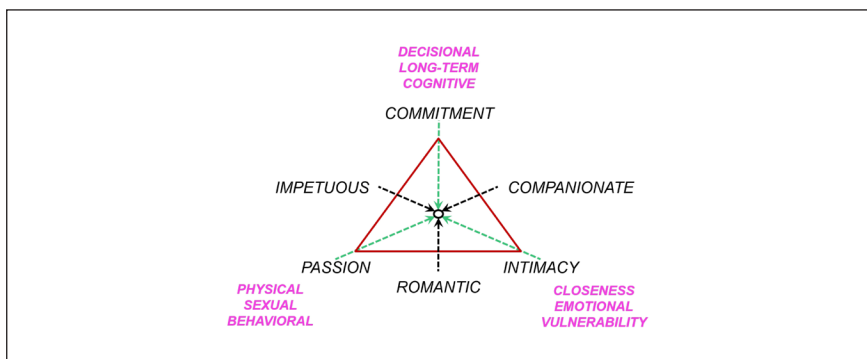 DECISIONAL
LONG-TERM
COGNITIVE
COMMITMENT
IMPETUOUS
COMPANIONATE
PASSION
INTIMACY
ROMANTIC
PHYSICAL
SEXUAL
BEHAVIORAL
CLOSENESS
EMOTIONAL
VULNERABILITY